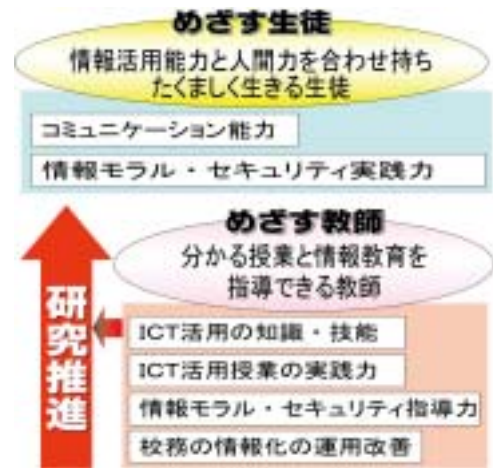 めざす生徒
情報活用能力と人間力を合わせ持ち
たくましく生きる生徒
コミュニケーション能力
情報モラル・セキュリティ実践力
めざす教師
分かる授業と情報教育を
指導できる教師
研究推進
ICT活用の知識・技能
ICT活用授業の実践力
情報モラル・セキュリティ指導力
校務の情報化の運用改善